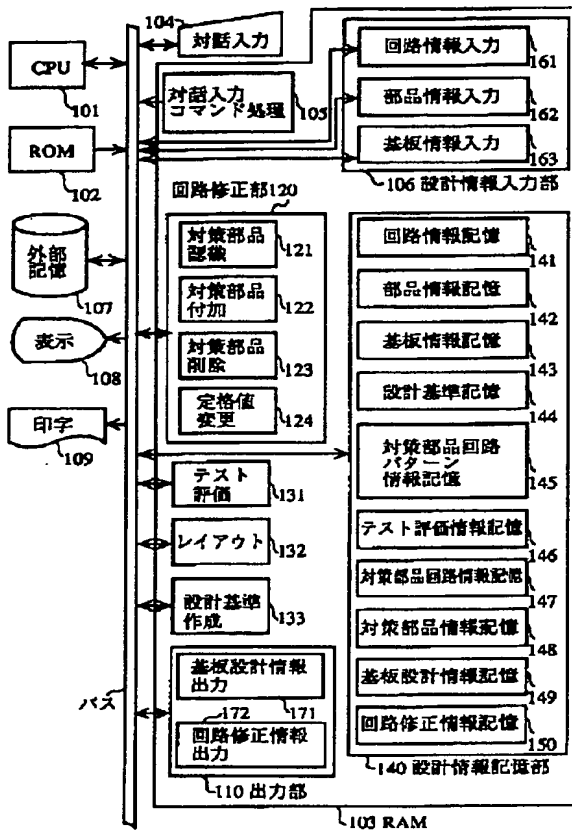 104
対話入力
CPU
101
対話入力
コマンド処理
105
ROM
102
回路情報入力
161
部品情報入力
162
基板情報入力
163
106 設計情報入力部
外部
記憶
107
表示
108
印字
109
回路修正部120
対策部品
認識
121
対策部品
付加
122
対策部品
削除
123
定格値
変更
124
テスト
評価
131
レイアウト
132
設計基準
作成
133
バス
基板設計情報
出力
171
172
回路修正情報
出力
110 出力部
回路情報記憶
141
部品情報記憶
142
基板情報記憶
143
設計基準記憶
144
対策部品回路
パターン
情報記憶
145
テスト評価情報記憶
146
対策部品回路情報記憶
147
対策部品情報記憶
148
基板設計情報記憶
149
回路修正情報記憶
150
140 設計情報記憶部
103 RAM